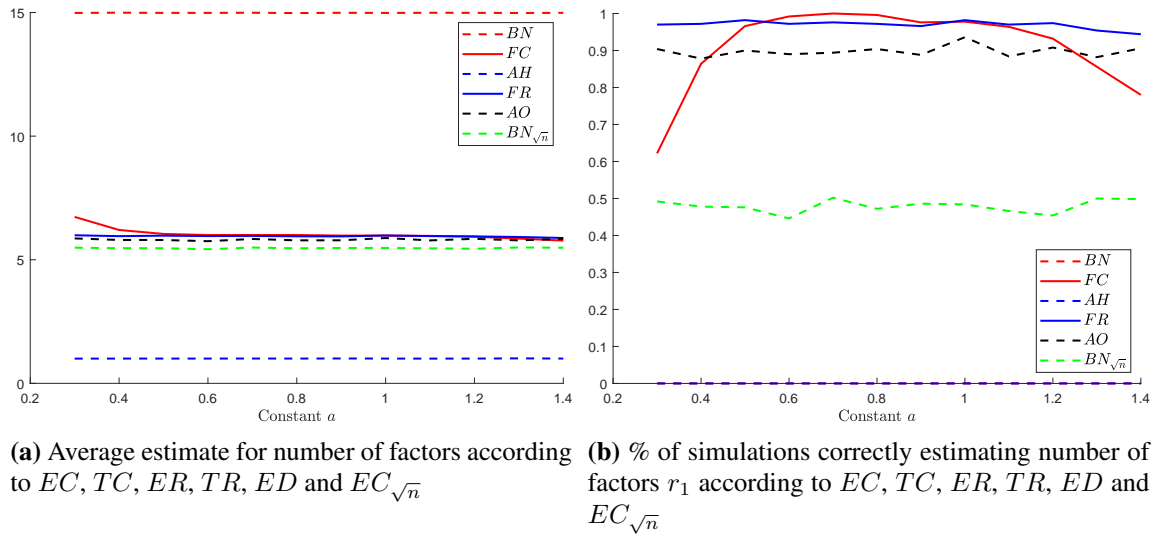 15
10
5
0
0.2 0.4 0.6 0.8 1 1.2 1.4
Constant a
BN
FC
AH
FR
AO
BN√n
1
0.9
0.8
0.7
0.6
0.5
0.4
0.3
0.2
0.1
0
0.2 0.4 0.6 0.8 1 1.2 1.4
Constant a
BN
FC
AH
FR
AO
BN√n
(a) Average estimate for number of factors according
to EC, TC, ER, TR, ED and EC√n
(b) % of simulations correctly estimating number of
factors r₁ according to EC, TC, ER, TR, ED and
EC√n